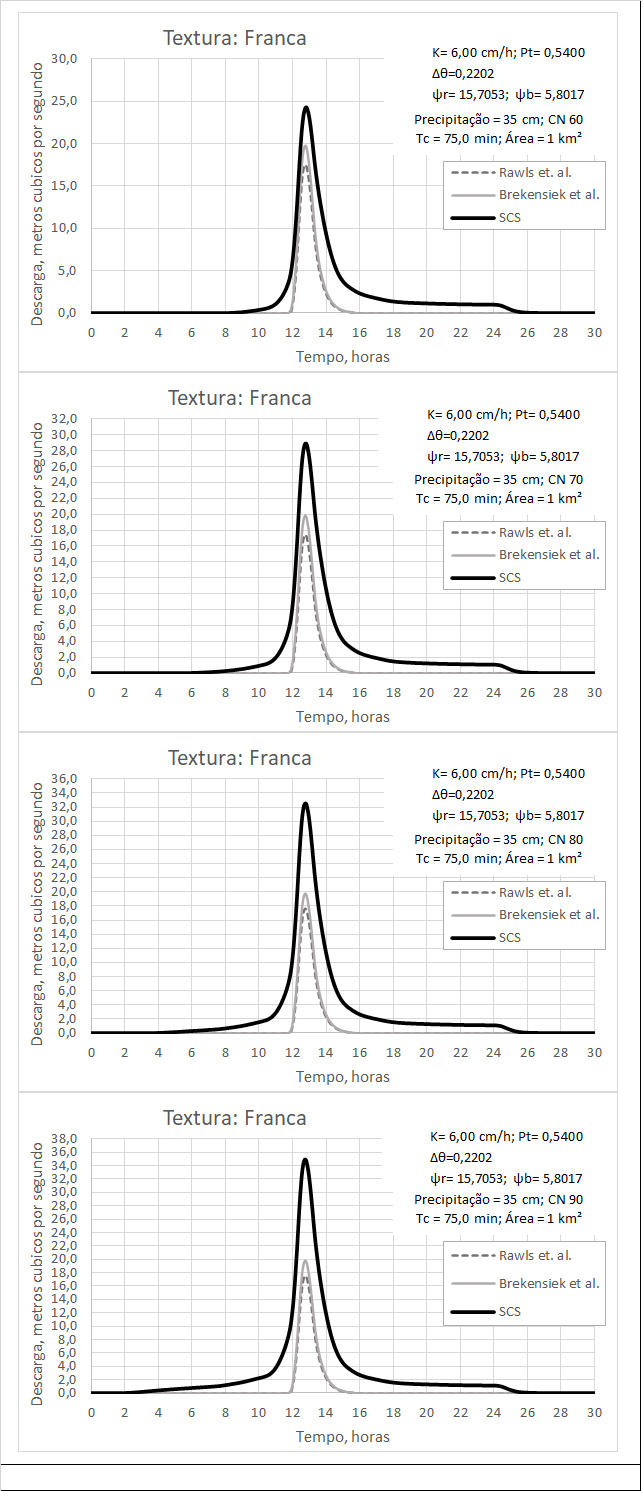 Textura: Franca
K= 6,00 cm/h; Pt= 0,5400
Δθ=0,2202
ψr= 15,7053; ψb= 5,8017
Precipitação = 35 cm; CN 60
Tc = 75,0 min; Área = 1 km²
Rawls et. al.
Brekensiek et al.
SCS
Descarga, metros cubicos por segundo
30,0
25,0
20,0
15,0
10,0
5,0
0,0
0 2 4 6 8 10 12 14 16 18 20 22 24 26 28 30
Tempo, horas
Textura: Franca
K= 6,00 cm/h; Pt= 0,5400
Δθ=0,2202
ψr= 15,7053; ψb= 5,8017
Precipitação = 35 cm; CN 70
Tc = 75,0 min; Área = 1 km²
Rawls et. al.
Brekensiek et al.
SCS
Descarga, metros cubicos por segundo
32,0
30,0
28,0
26,0
24,0
22,0
20,0
18,0
16,0
14,0
12,0
10,0
8,0
6,0
4,0
2,0
0,0
0 2 4 6 8 10 12 14 16 18 20 22 24 26 28 30
Tempo, horas
Textura: Franca
K= 6,00 cm/h; Pt= 0,5400
Δθ=0,2202
ψr= 15,7053; ψb= 5,8017
Precipitação = 35 cm; CN 80
Tc = 75,0 min; Área = 1 km²
Rawls et. al.
Brekensiek et al.
SCS
Descarga, metros cubicos por segundo
36,0
34,0
32,0
30,0
28,0
26,0
24,0
22,0
20,0
18,0
16,0
14,0
12,0
10,0
8,0
6,0
4,0
2,0
0,0
0 2 4 6 8 10 12 14 16 18 20 22 24 26 28 30
Tempo, horas
Textura: Franca
K= 6,00 cm/h; Pt= 0,5400
Δθ=0,2202
ψr= 15,7053; ψb= 5,8017
Precipitação = 35 cm; CN 90
Tc = 75,0 min; Área = 1 km²
Rawls et. al.
Brekensiek et al.
SCS
Descarga, metros cubicos por segundo
38,0
36,0
34,0
32,0
30,0
28,0
26,0
24,0
22,0
20,0
18,0
16,0
14,0
12,0
10,0
8,0
6,0
4,0
2,0
0,0
0 2 4 6 8 10 12 14 16 18 20 22 24 26 28 30
Tempo, horas